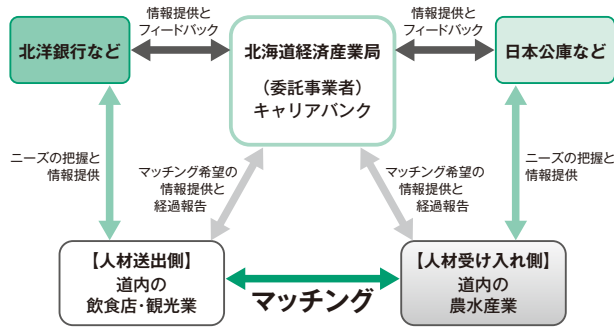 情報提供と
フィードバック
情報提供と
フィードバック
北洋銀行など
北海道経済産業局
（委託事業者）
キャリアバンク
日本公庫など
ニーズの把握と
情報提供
マッチング希望の
情報提供と
経過報告
マッチング希望の
情報提供と
経過報告
ニーズの把握と
情報提供
【人材送出側】
道内の
飲食店・観光業
マッチング
【人材受け入れ側】
道内の
農水産業